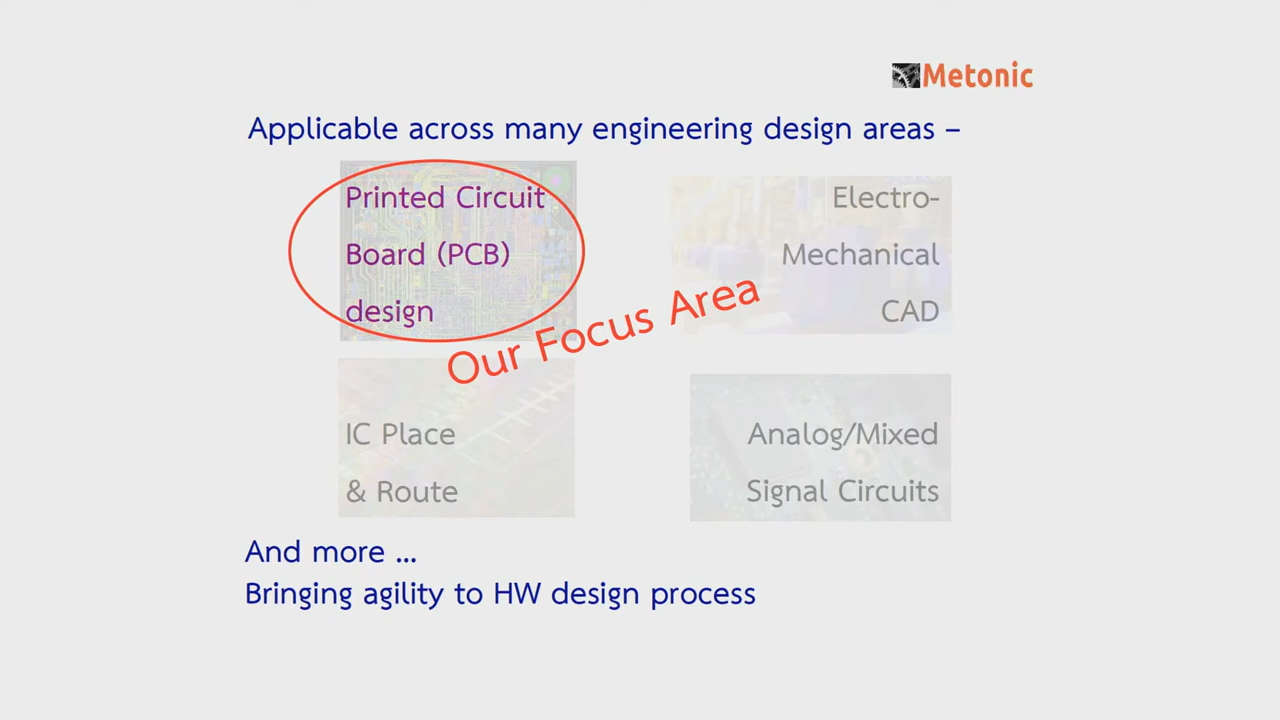 Metonic
Applicable across many engineering design areas –
Printed Circuit
Board (PCB)
design
Electro-
Mechanical
CAD
Our Focus Area
IC Place
& Route
Analog/Mixed
Signal Circuits
And more ...
Bringing agility to HW design process